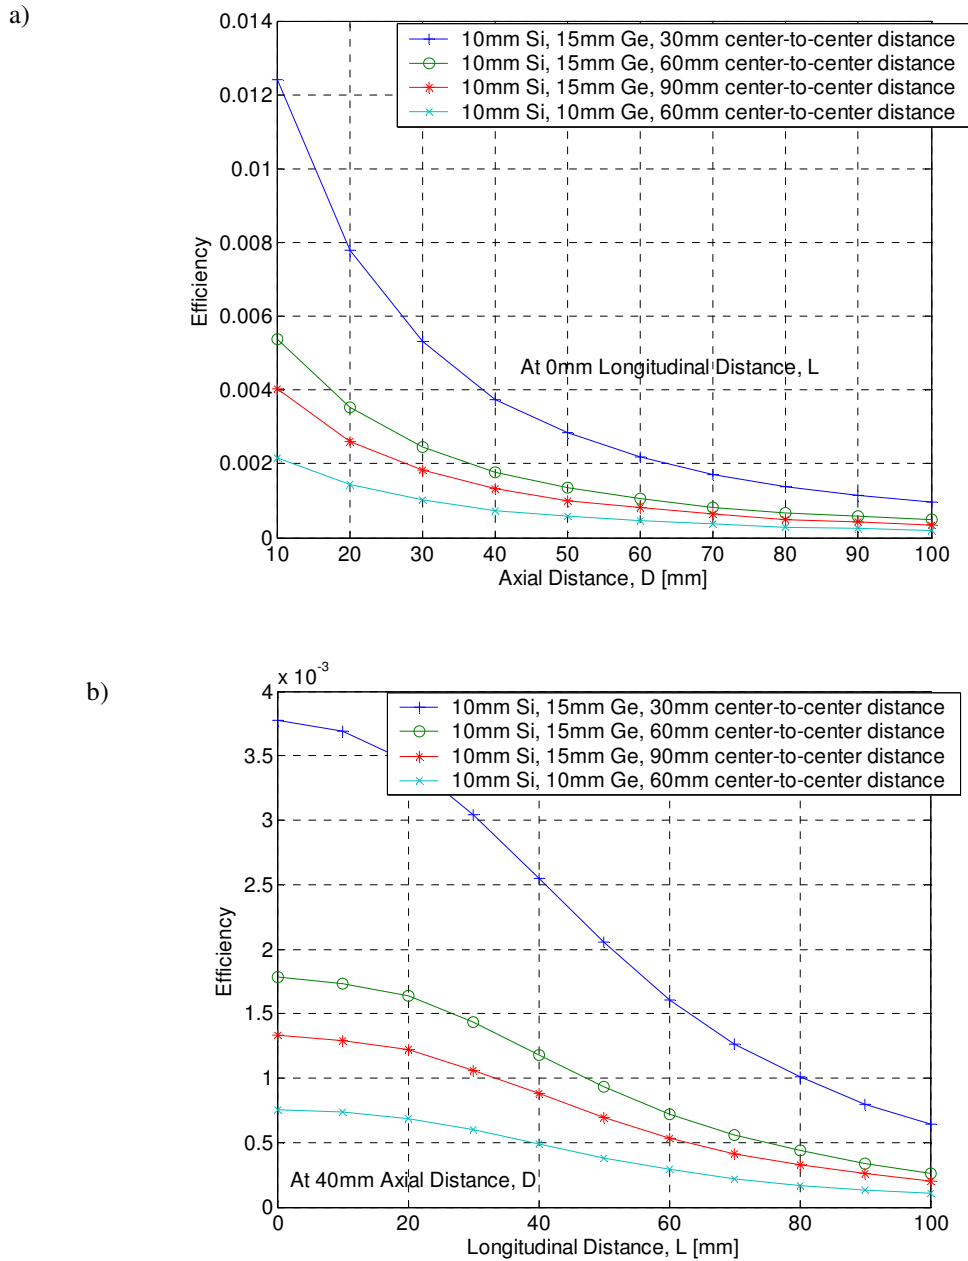 a)
0.014
0.012
0.01
0.008
0.006
0.004
0.002
0
Efficiency
10mm Si, 15mm Ge, 30mm center-to-center distance
10mm Si, 15mm Ge, 60mm center-to-center distance
10mm Si, 15mm Ge, 90mm center-to-center distance
10mm Si, 10mm Ge, 60mm center-to-center distance
At 0mm Longitudinal Distance, L
10 20 30 40 50 60 70 80 90 100
Axial Distance, D [mm]
b)
x 10-3
4
3.5
3
2.5
2
1.5
1
0.5
0
Efficiency
10mm Si, 15mm Ge, 30mm center-to-center distance
10mm Si, 15mm Ge, 60mm center-to-center distance
10mm Si, 15mm Ge, 90mm center-to-center distance
10mm Si, 10mm Ge, 60mm center-to-center distance
At 40mm Axial Distance, D
0 20 40 60 80 100
Longitudinal Distance, L [mm]